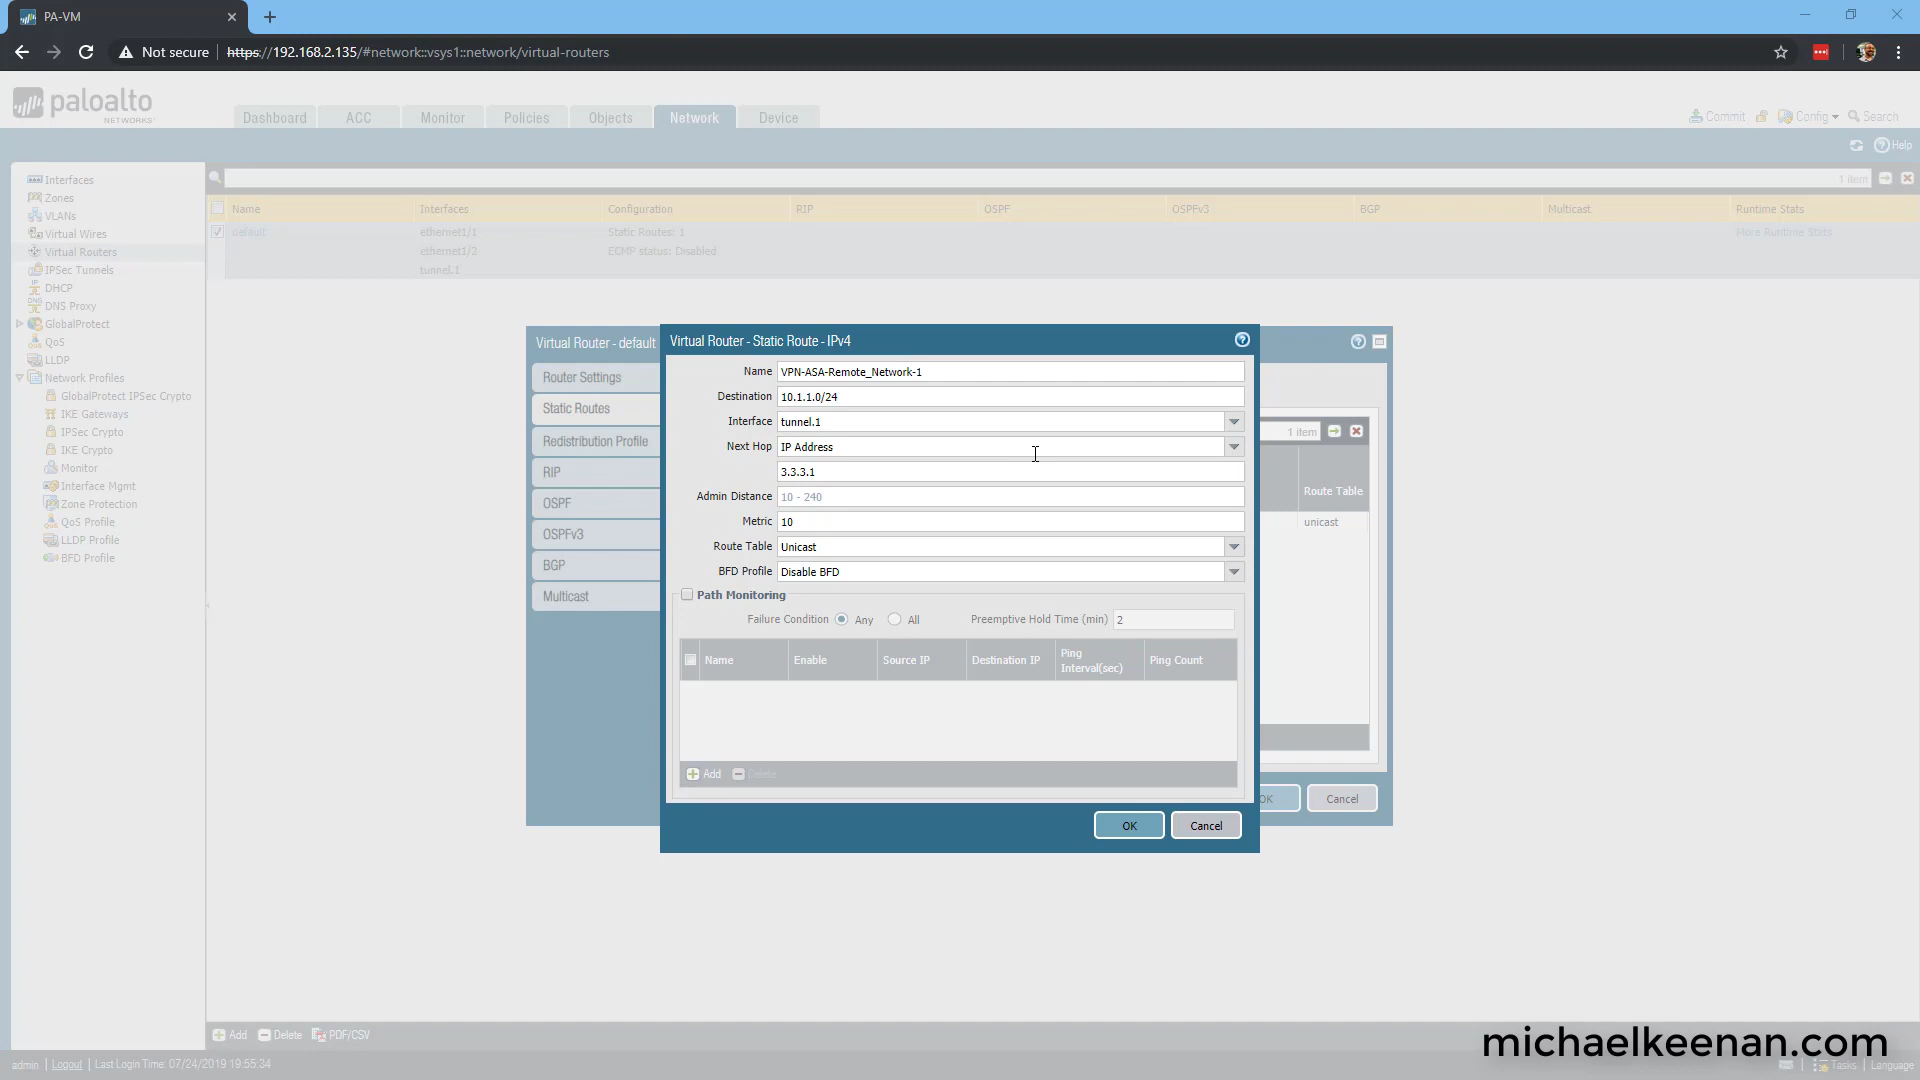 PA-VM
Not secure
https://192.168.2.135/#network::vsys1::network/virtual-routers
paloalto
NETWORKS
Dashboard
ACC
Monitor
Policies
Objects
Network
Device
Commit
Config
Search
Help
Interfaces
Zones
VLANs
Virtual Wires
Virtual Routers
IPSec Tunnels
DHCP
DNS Proxy
GlobalProtect
QoS
LLDP
Network Profiles
GlobalProtect IPSec Crypto
IKE Gateways
IPSec Crypto
IKE Crypto
Monitor
Interface Mgmt
Zone Protection
QoS Profile
LLDP Profile
BFD Profile
1 item
Name
Interfaces
Configuration
RIP
OSPF
OSPFv3
BGP
Multicast
Runtime Stats
default
ethernet1/1
ethernet1/2
tunnel.1
Static Routes: 1
ECMP status: Disabled
More Runtime Stats
Virtual Router - default
Router Settings
Static Routes
Redistribution Profile
RIP
OSPF
OSPFv3
BGP
Multicast
1 item
Route Table
unicast
OK
Cancel
Virtual Router - Static Route - IPv4
Name VPN-ASA-Remote_Network-1
Destination 10.1.1.0/24
Interface tunnel.1
Next Hop IP Address
3.3.3.1
Admin Distance 10 - 240
Metric 10
Route Table Unicast
BFD Profile Disable BFD
Path Monitoring
Failure Condition Any All Preemptive Hold Time (min) 2
Name
Enable
Source IP
Destination IP
Ping Interval(sec)
Ping Count
Add
Delete
OK
Cancel
Add
Delete
PDF/CSV
michaelkeenan.com
admin | Logout | Last Login Time: 07/24/2019 19:55:34
Tasks | Language